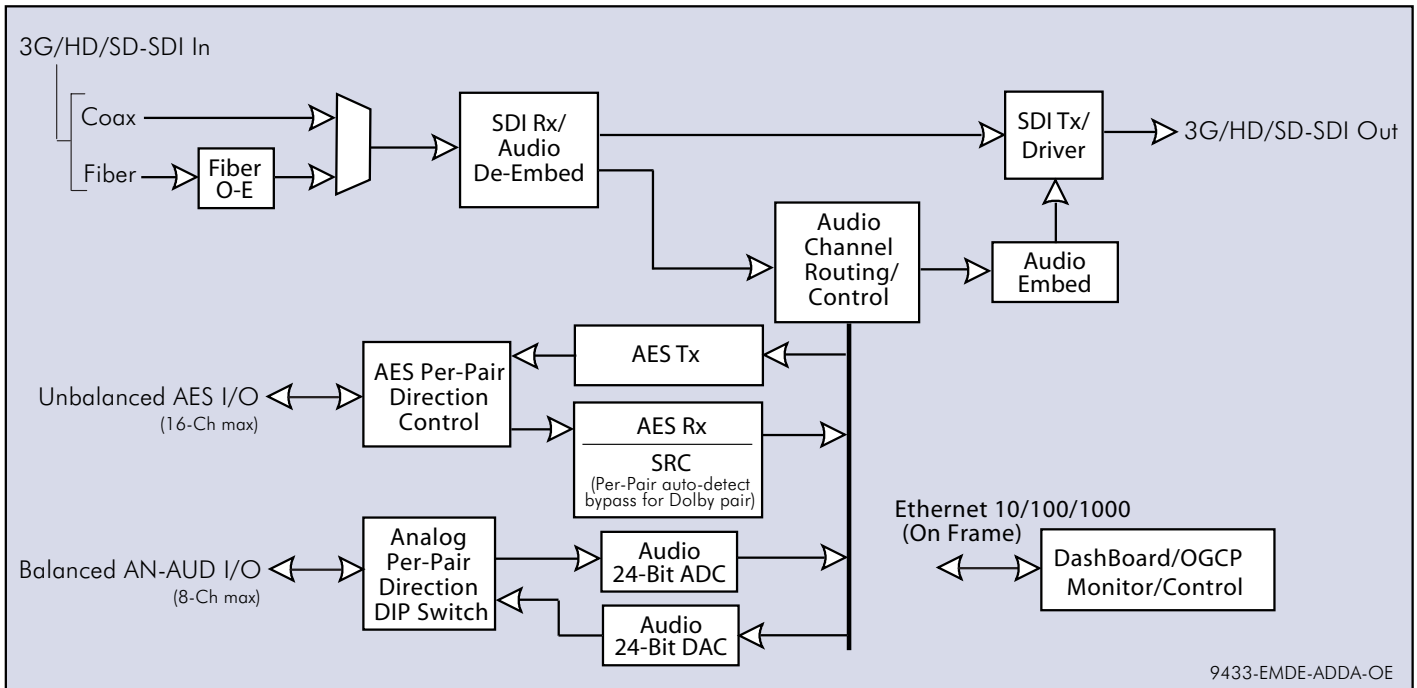 3G/HD/SD-SDI In
Coax
Fiber
Fiber
O-E
SDI Rx/
Audio
De-Embed
SDI Tx/
Driver
3G/HD/SD-SDI Out
Audio
Channel
Routing/
Control
Audio
Embed
AES Tx
AES Per-Pair
Direction
Control
Unbalanced AES I/O
(16-Ch max)
AES Rx
SRC
(Per-Pair auto-detect
bypass for Dolby pair)
Analog
Per-Pair
Direction
DIP Switch
Balanced AN-AUD I/O
(8-Ch max)
Audio
24-Bit ADC
Audio
24-Bit DAC
Ethernet 10/100/1000
(On Frame)
DashBoard/OGCP
Monitor/Control
9433-EMDE-ADDA-OE